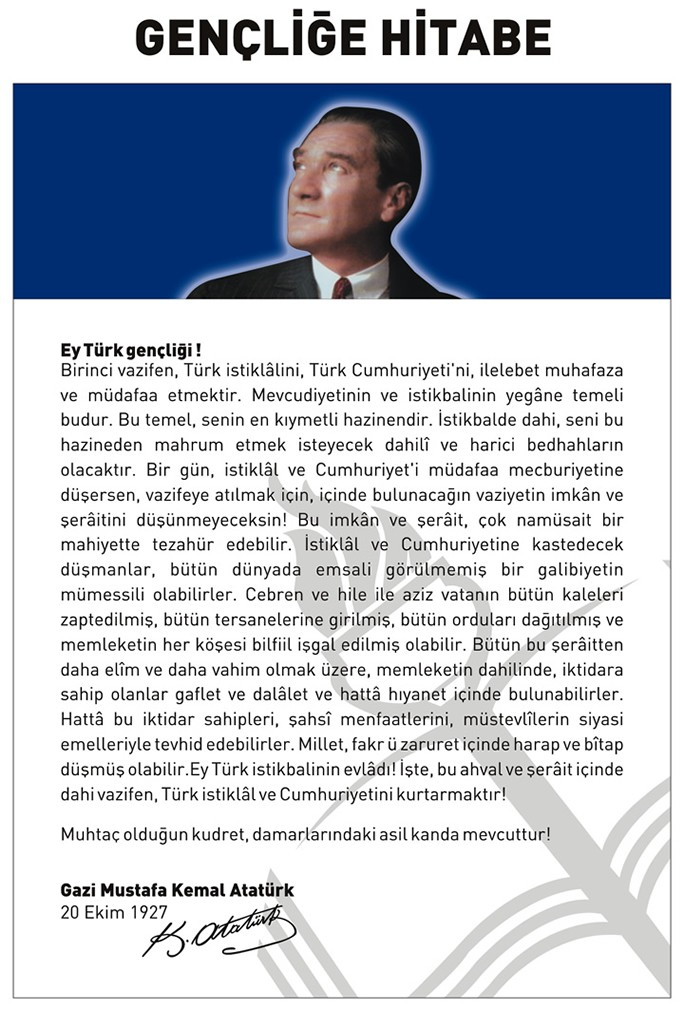 GENÇLİĞE HİTABE
Ey Türk gençliği !
Birinci vazifen, Türk istiklâlini, Türk Cumhuriyeti'ni, ilelebet muhafaza
ve müdafaa etmektir. Mevcudiyetinin ve istikbalinin yegâne temeli
budur. Bu temel, senin en kıymetli hazinendir. İstikbalde dahi, seni bu
hazineden mahrum etmek isteyecek dahilî ve harici bedhahların
olacaktır. Bir gün, istiklâl ve Cumhuriyet'i müdafaa mecburiyetine
düşersen, vazifeye atılmak için, içinde bulunacağın vaziyetin imkân ve
şerâitini düşünmeyeceksin! Bu imkân ve şerâit, çok namüsait bir
mahiyette tezahür edebilir. İstiklâl ve Cumhuriyetine kastedecek
düşmanlar, bütün dünyada emsali görülmemiş bir galibiyetin
mümessili olabilirler. Cebren ve hile ile aziz vatanın bütün kaleleri
zaptedilmiş, bütün tersanelerine girilmiş, bütün orduları dağıtılmış ve
memleketin her köşesi bilfiil işgal edilmiş olabilir. Bütün bu şerâitten
daha elîm ve daha vahim olmak üzere, memleketin dahilinde, iktidara
sahip olanlar gaflet ve dalâlet ve hattâ hıyanet içinde bulunabilirler.
Hattâ bu iktidar sahipleri, şahsî menfaatlerini, müstevlîlerin siyasi
emelleriyle tevhid edebilirler. Millet, fakr ü zaruret içinde harap ve bîtap
düşmüş olabilir.Ey Türk istikbalinin evlâdı! İşte, bu ahval ve şerâit içinde
dahi vazifen, Türk istiklâl ve Cumhuriyetini kurtarmaktır!
Muhtaç olduğun kudret, damarlarındaki asil kanda mevcuttur!
Gazi Mustafa Kemal Atatürk
20 Ekim 1927
K. Atatürk